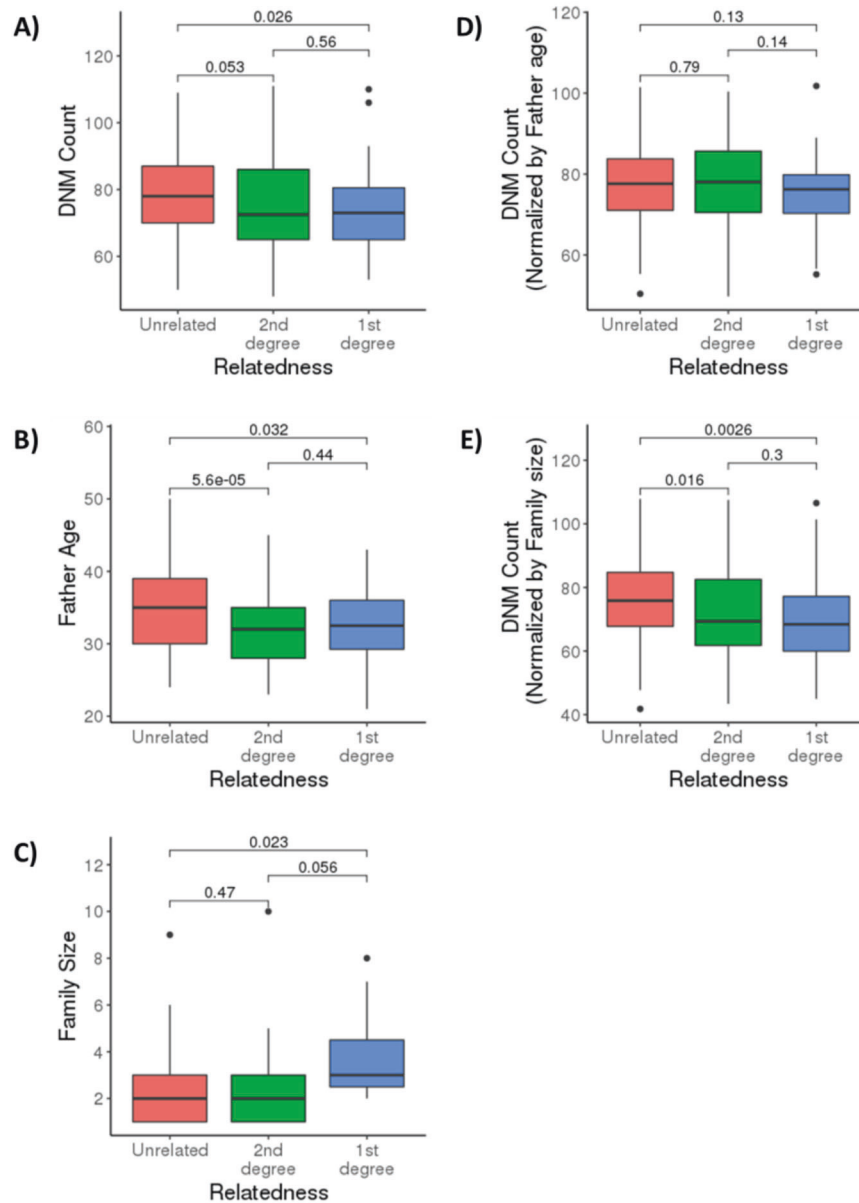 A)
DNM Count
120
100
80
60
0.026
0.56
0.053
Unrelated
2nd
degree
1st
degree
Relatedness
D)
DNM Count
(Normalized by Father age)
120
100
80
60
0.13
0.14
0.79
Unrelated
2nd
degree
1st
degree
Relatedness
B)
Father Age
60
50
40
30
20
0.032
0.44
5.6e-05
Unrelated
2nd
degree
1st
degree
Relatedness
E)
DNM Count
(Normalized by Family size)
120
100
80
60
40
0.0026
0.3
0.016
Unrelated
2nd
degree
1st
degree
Relatedness
C)
Family Size
12
10
8
6
4
2
0.023
0.056
0.47
Unrelated
2nd
degree
1st
degree
Relatedness